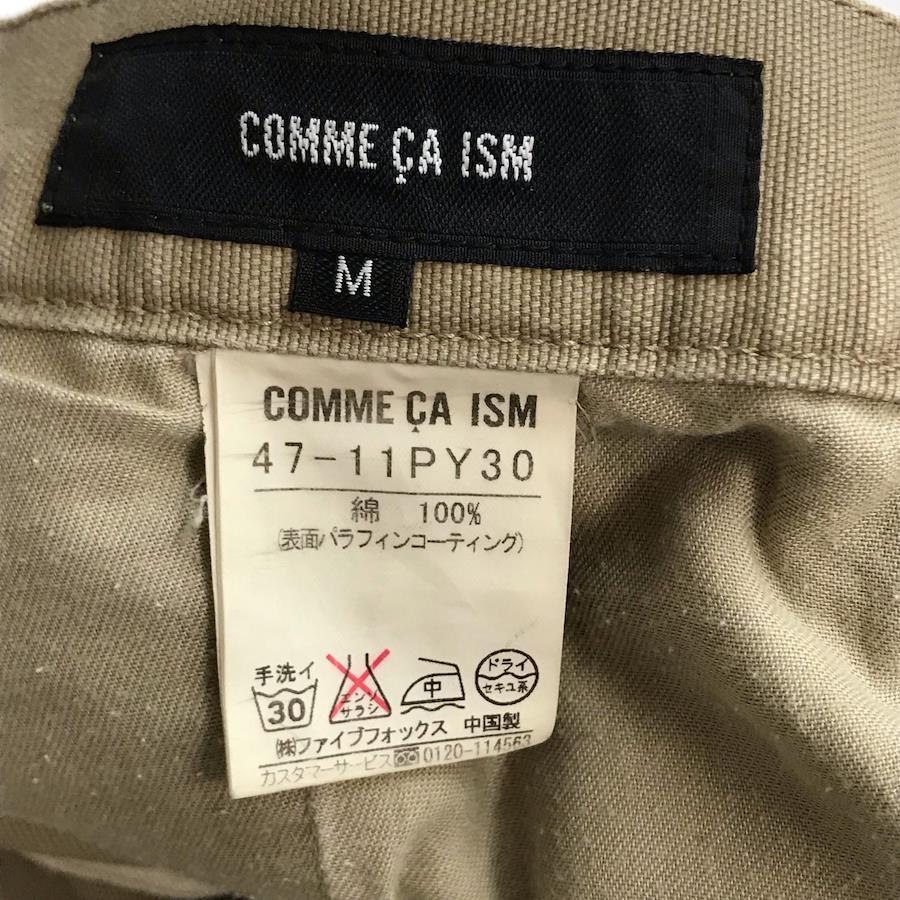 COMME ÇA ISM
M
COMME ÇA ISM
47-11PY30
綿 100%
(表面パラフィンコーティング)
手洗イ
30
エンソ
サラシ
中
ドライ
セキユ系
㈱ファイブフォックス 中国製
カスタマーサービス 0120-114563